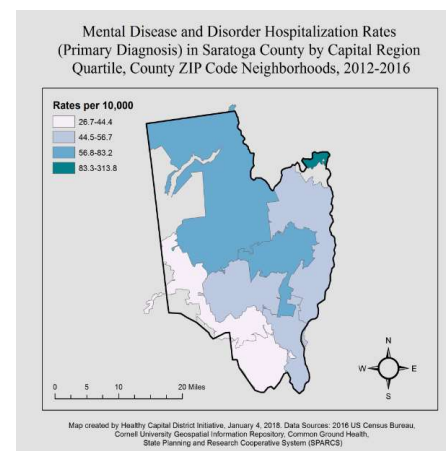 Mental Disease and Disorder Hospitalization Rates
(Primary Diagnosis) in Saratoga County by Capital Region
Quartile, County ZIP Code Neighborhoods, 2012-2016
Rates per 10,000
26.7-44.4
44.5-56.7
56.8-83.2
83.3-313.8
N
W E
S
0 5 10 20 Miles
Map created by Healthy Capital District Initiative, January 4, 2018. Data Sources: 2016 US Census Bureau,
Cornell University Geospatial Information Repository, Common Ground Health,
State Planning and Research Cooperative System (SPARCS)